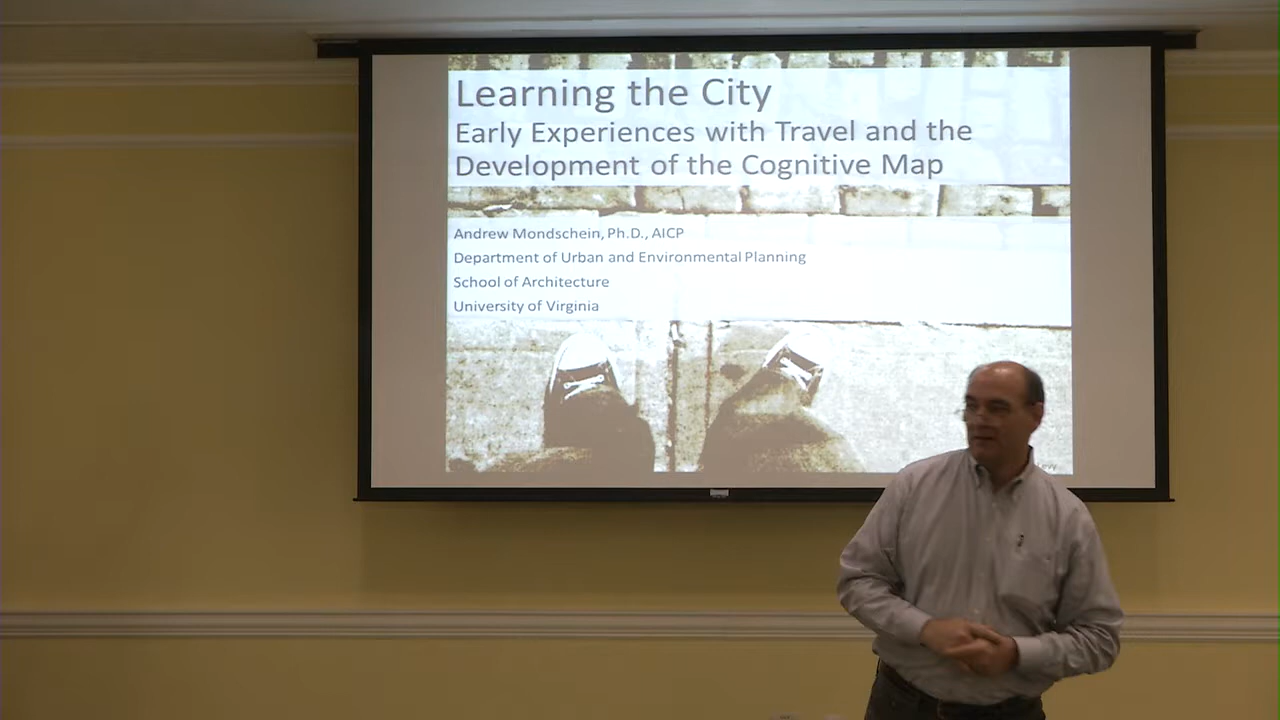 Learning the City
Early Experiences with Travel and the
Development of the Cognitive Map
Andrew Mondschein, Ph.D., AICP
Department of Urban and Environmental Planning
School of Architecture
University of Virginia
Levy